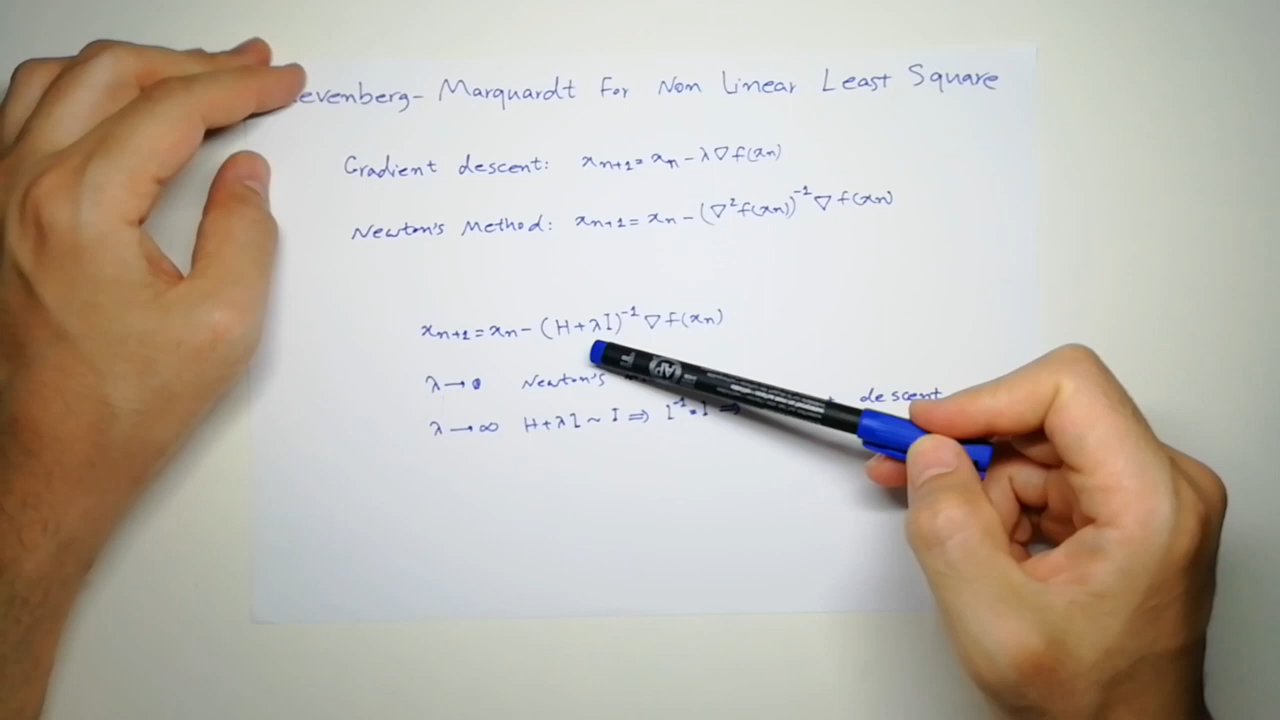 evenberg- Marquardt For Non Linear Least Square
Gradient descent: xn+1 = xn - λ∇f(xn)
Newton's Method: xn+1 = xn - (∇²f(xn))⁻¹ ∇f(xn)
xn+1 = xn - (H+λI)⁻¹ ∇f(xn)
λ→0 Newton's
λ→∞ H+λI ~ I ⇒ I⁻¹=I ⇒ descent